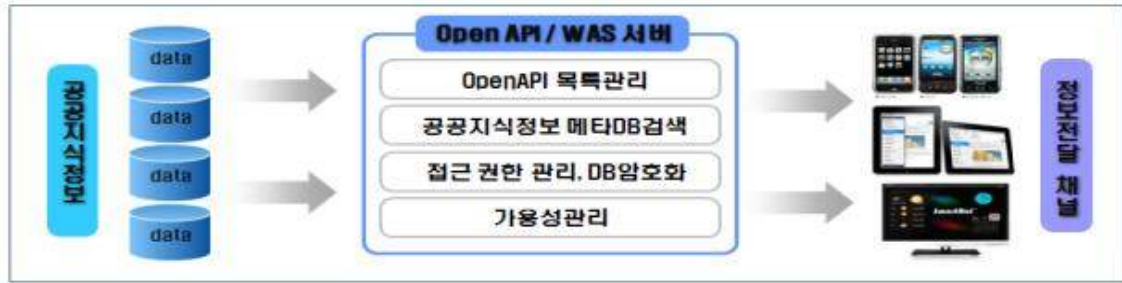 공공지식정보
data
data
data
data
Open API / WAS 서버
OpenAPI 목록관리
공공지식정보 메타DB검색
접근 권한 관리, DB암호화
가용성관리
정보전달 채널